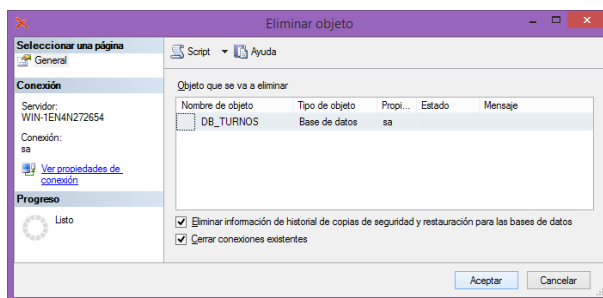 Eliminar objeto
Seleccionar una página
General
Script
Ayuda
Conexión
Servidor:
WIN-1EN4N272654
Conexión:
sa
Ver propiedades de
conexión
Progreso
Listo
Objeto que se va a eliminar
Nombre de objeto Tipo de objeto Propi... Estado Mensaje
DB_TURNOS Base de datos sa
Eliminar información de historial de copias de seguridad y restauración para las bases de datos
Cerrar conexiones existentes
Aceptar Cancelar